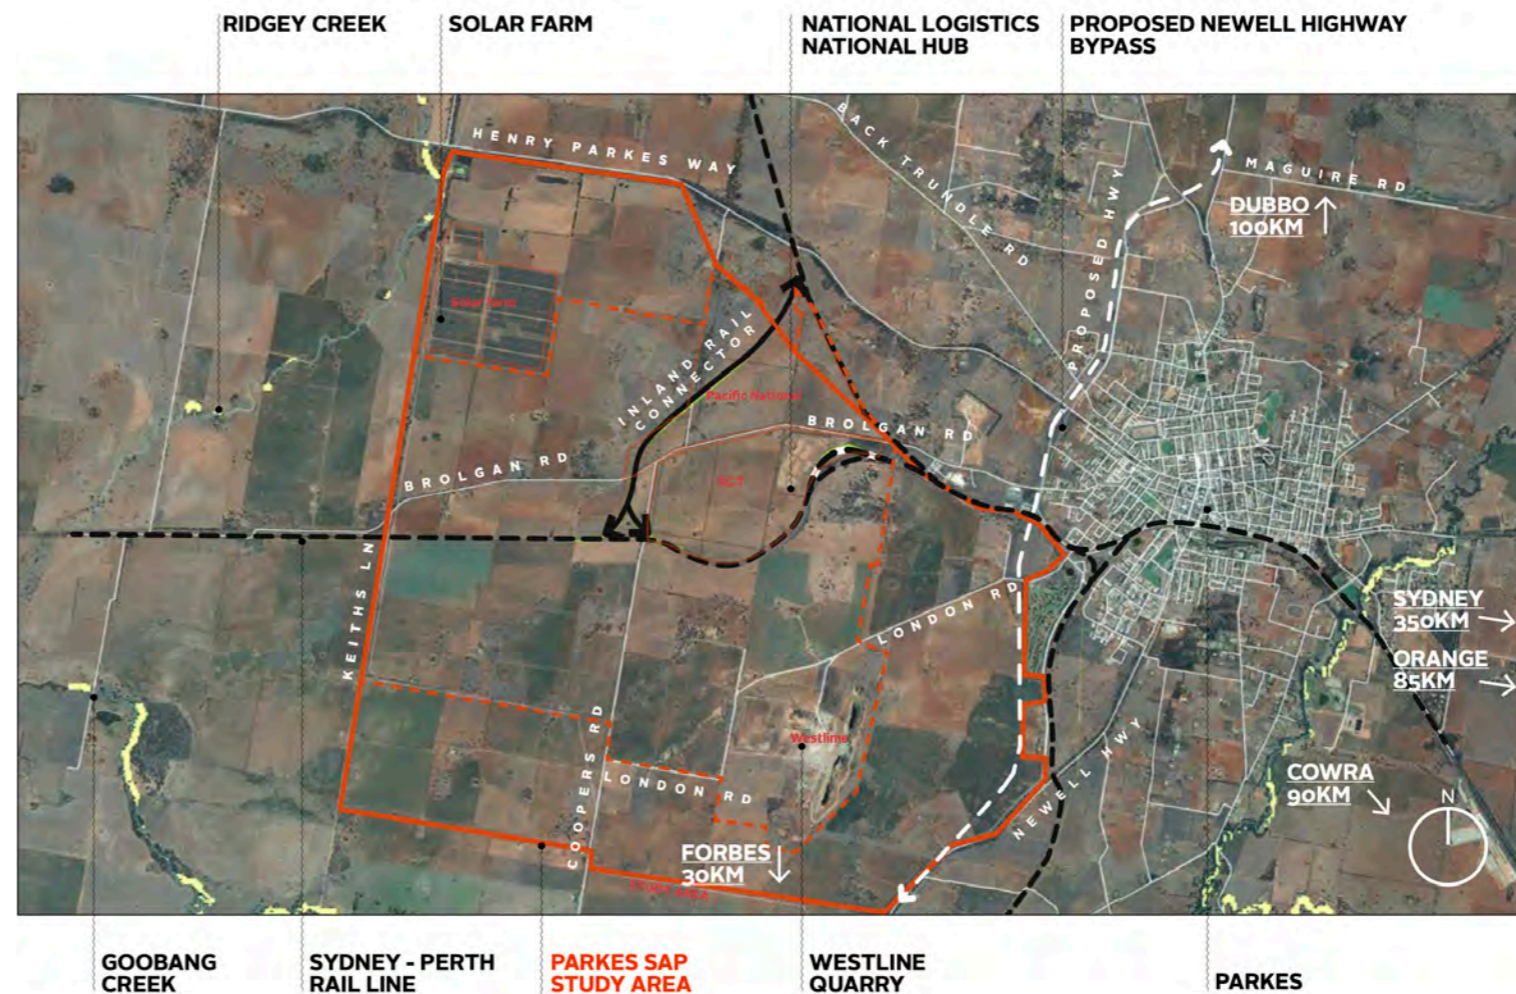 RIDGEY CREEK
SOLAR FARM
NATIONAL LOGISTICS
NATIONAL HUB
PROPOSED NEWELL HIGHWAY
BYPASS
HENRY PARKES WAY
BACK TRUNDLE RD
PROPOSED HWY
MAGUIRE RD
DUBBO
100KM
Solar farm
INLAND RAIL
CONNECTOR
Pacific National
BROLGAN RD
BROLGAN RD
SCT
KEITHS LN
LONDON RD
SYDNEY
350KM
ORANGE
85KM
COOPERS RD
Westlime
LONDON RD
NEWELL HWY
COWRA
90KM
N
FORBES
30KM
STUDY AREA
GOOBANG
CREEK
SYDNEY - PERTH
RAIL LINE
PARKES SAP
STUDY AREA
WESTLINE
QUARRY
PARKES